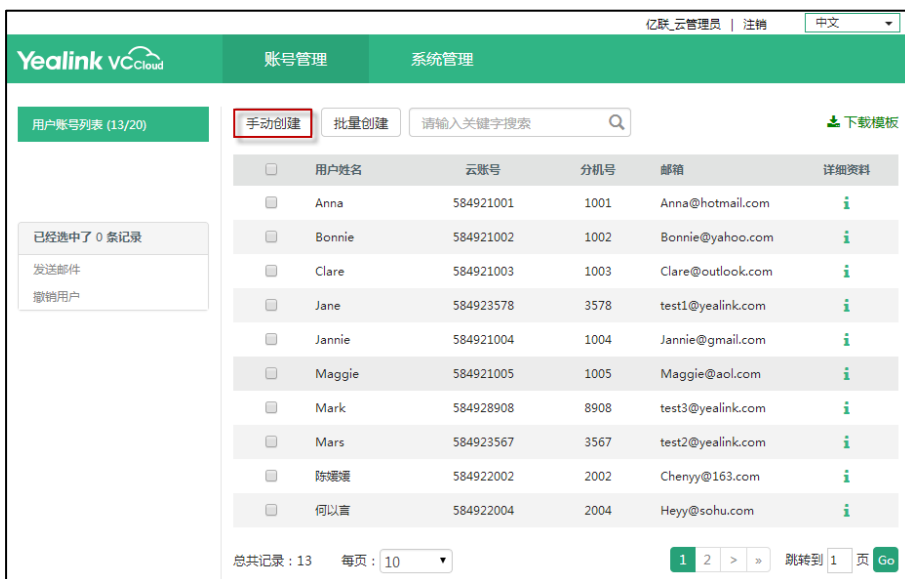 亿联_云管理员 | 注销 中文
Yealink VCCloud 账号管理 系统管理
用户账号列表 (13/20)
手动创建 批量创建 请输入关键字搜索 下载模板
用户姓名 云账号 分机号 邮箱 详细资料
Anna 584921001 1001 Anna@hotmail.com
Bonnie 584921002 1002 Bonnie@yahoo.com
Clare 584921003 1003 Clare@outlook.com
Jane 584923578 3578 test1@yealink.com
Jannie 584921004 1004 Jannie@gmail.com
Maggie 584921005 1005 Maggie@aol.com
Mark 584928908 8908 test3@yealink.com
Mars 584923567 3567 test2@yealink.com
陈媛媛 584922002 2002 Chenyy@163.com
何以言 584922004 2004 Heyy@sohu.com
已经选中了 0 条记录
发送邮件
撤销用户
总共记录：13 每页： 10 1 2 > » 跳转到 1 页 Go